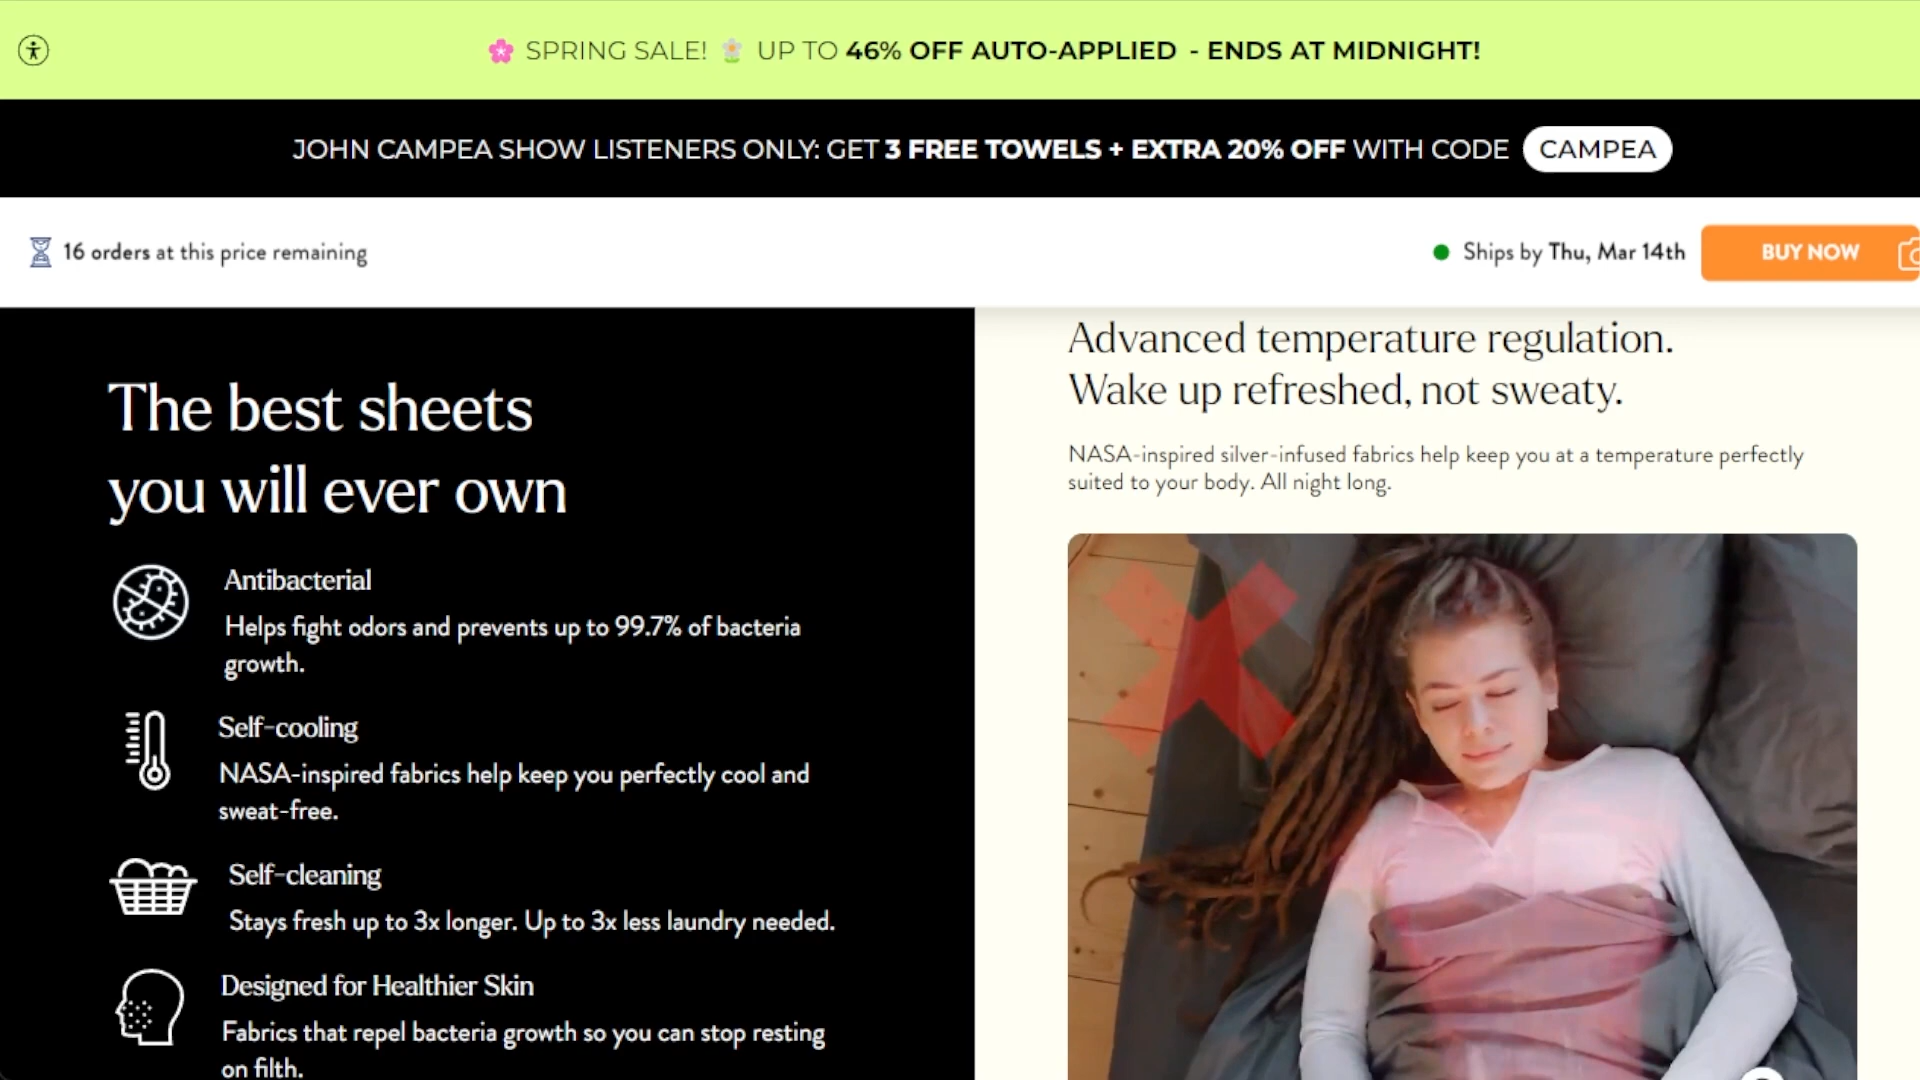 🌸 SPRING SALE! 🌼 UP TO 46% OFF AUTO-APPLIED - ENDS AT MIDNIGHT!
JOHN CAMPEA SHOW LISTENERS ONLY: GET 3 FREE TOWELS + EXTRA 20% OFF WITH CODE CAMPEA
16 orders at this price remaining
Ships by Thu, Mar 14th
BUY NOW
The best sheets
you will ever own
Antibacterial
Helps fight odors and prevents up to 99.7% of bacteria
growth.
Self-cooling
NASA-inspired fabrics help keep you perfectly cool and
sweat-free.
Self-cleaning
Stays fresh up to 3x longer. Up to 3x less laundry needed.
Designed for Healthier Skin
Fabrics that repel bacteria growth so you can stop resting
on filth.
Advanced temperature regulation.
Wake up refreshed, not sweaty.
NASA-inspired silver-infused fabrics help keep you at a temperature perfectly
suited to your body. All night long.